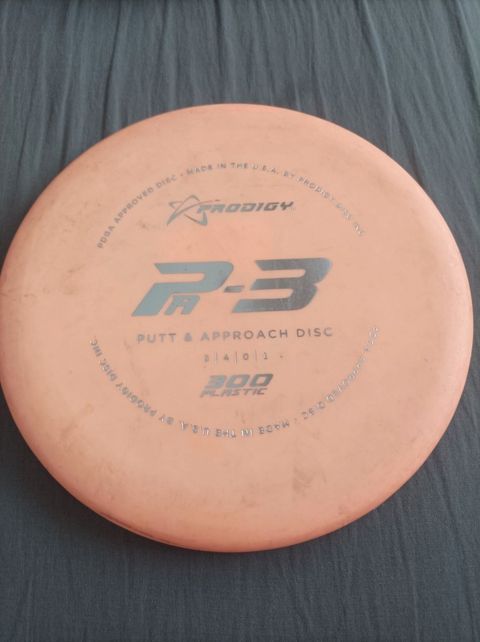 PDGA APPROVED DISC • MADE IN THE U.S.A. BY PRODIGY DISC INC.
PRODIGY
PA-3
PUTT & APPROACH DISC
3|4|0|1
300
PLASTIC
PDGA APPROVED DISC • MADE IN THE U.S.A. BY PRODIGY DISC INC.